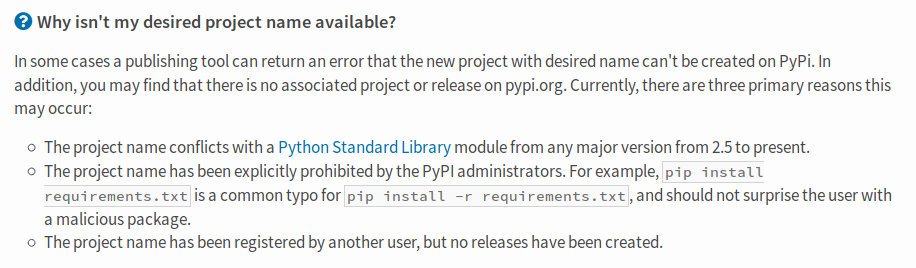 Why isn't my desired project name available?
In some cases a publishing tool can return an error that the new project with desired name can't be created on PyPi. In
addition, you may find that there is no associated project or release on pypi.org. Currently, there are three primary reasons this
may occur:
The project name conflicts with a Python Standard Library module from any major version from 2.5 to present.
The project name has been explicitly prohibited by the PyPI administrators. For example, pip install
requirements.txt is a common typo for pip install -r requirements.txt, and should not surprise the user with
a malicious package.
The project name has been registered by another user, but no releases have been created.